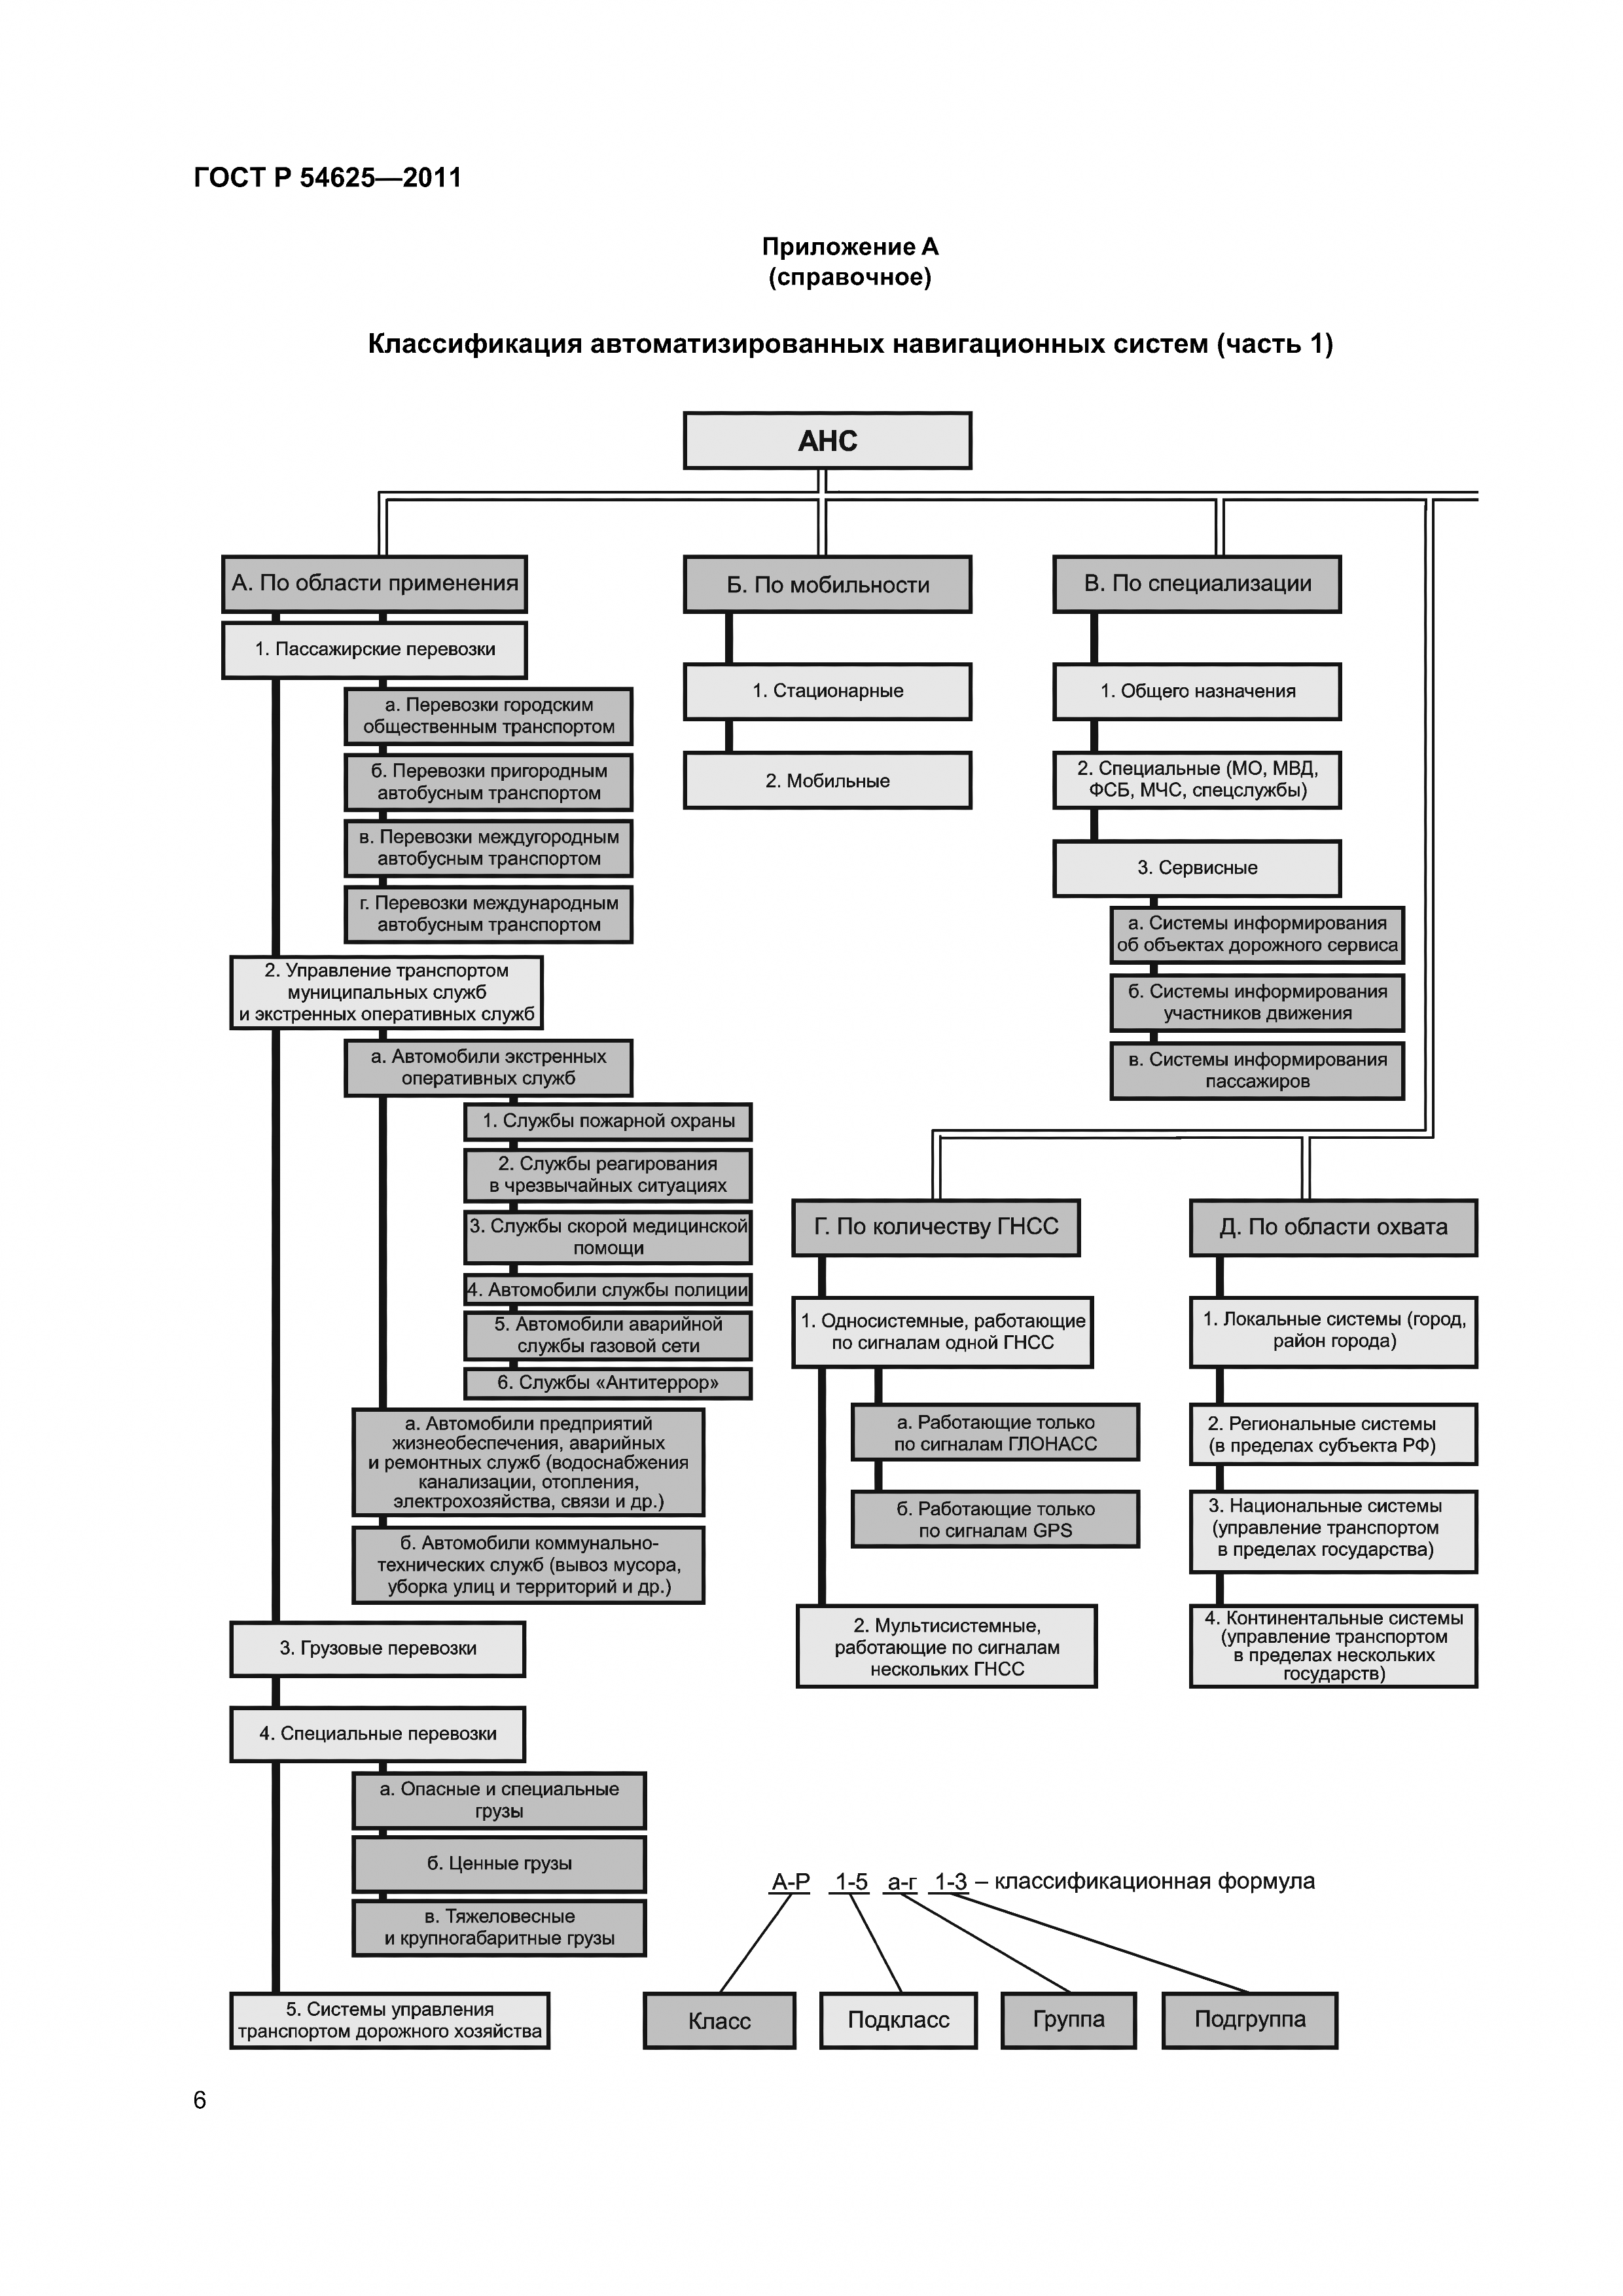 ГОСТ Р 54625—2011
Приложение А
(справочное)
Классификация автоматизированных навигационных систем (часть 1)
АНС
А. По области применения
1. Пассажирские перевозки
а. Перевозки городским
общественным транспортом
б. Перевозки пригородным
автобусным транспортом
в. Перевозки междугородным
автобусным транспортом
г. Перевозки международным
автобусным транспортом
2. Управление транспортом
муниципальных служб
и экстренных оперативных служб
а. Автомобили экстренных
оперативных служб
1. Службы пожарной охраны
2. Службы реагирования
в чрезвычайных ситуациях
3. Службы скорой медицинской
помощи
4. Автомобили службы полиции
5. Автомобили аварийной
службы газовой сети
6. Службы «Антитеррор»
а. Автомобили предприятий
жизнеобеспечения, аварийных
и ремонтных служб (водоснабжения
канализации, отопления,
электрохозяйства, связи и др.)
б. Автомобили коммунально-
технических служб (вывоз мусора,
уборка улиц и территорий и др.)
3. Грузовые перевозки
4. Специальные перевозки
а. Опасные и специальные
грузы
б. Ценные грузы
в. Тяжеловесные
и крупногабаритные грузы
5. Системы управления
транспортом дорожного хозяйства
Б. По мобильности
1. Стационарные
2. Мобильные
В. По специализации
1. Общего назначения
2. Специальные (МО, МВД,
ФСБ, МЧС, спецслужбы)
3. Сервисные
а. Системы информирования
об объектах дорожного сервиса
б. Системы информирования
участников движения
в. Системы информирования
пассажиров
Г. По количеству ГНСС
1. Односистемные, работающие
по сигналам одной ГНСС
а. Работающие только
по сигналам ГЛОНАСС
б. Работающие только
по сигналам GPS
2. Мультисистемные,
работающие по сигналам
нескольких ГНСС
Д. По области охвата
1. Локальные системы (город,
район города)
2. Региональные системы
(в пределах субъекта РФ)
3. Национальные системы
(управление транспортом
в пределах государства)
4. Континентальные системы
(управление транспортом
в пределах нескольких
государств)
А-Р 1-5 а-г 1-3 – классификационная формула
Класс
Подкласс
Группа
Подгруппа
6